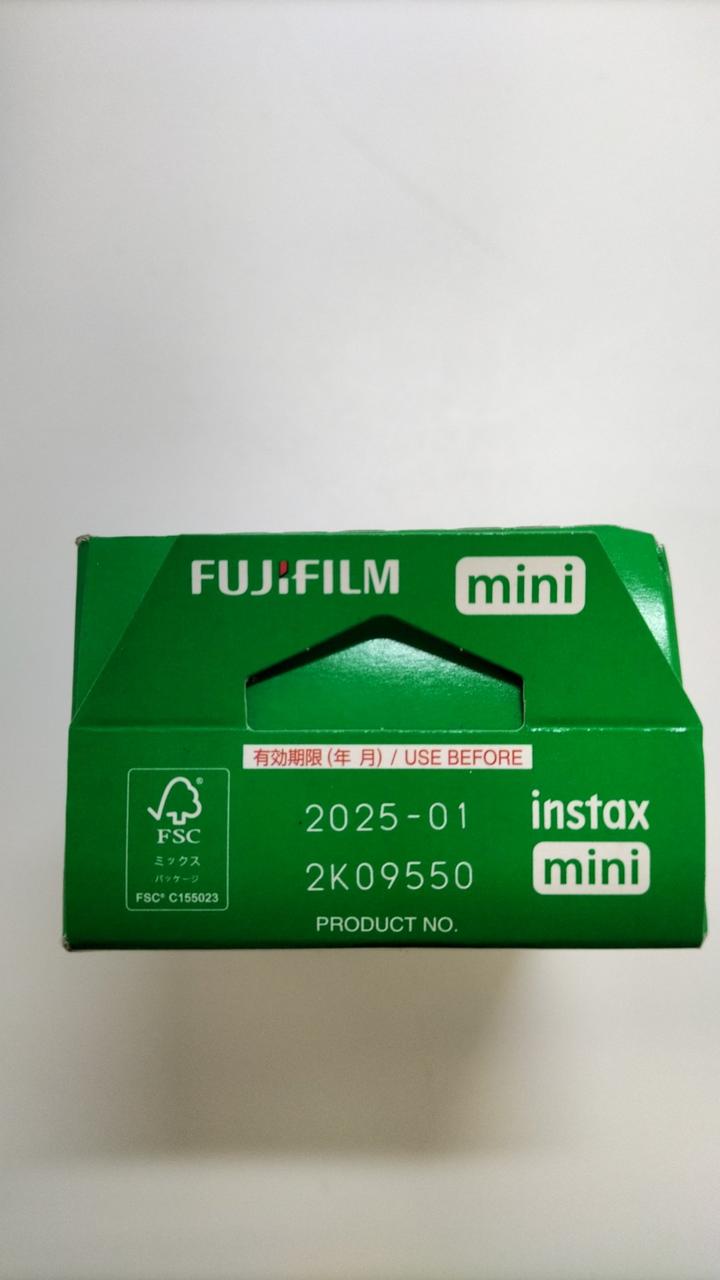 FUJIFILM
mini
有効期限(年 月) / USE BEFORE
2025-01
2K09550
PRODUCT NO.
FSC
ミックス
パッケージ
FSC® C155023
instax
mini